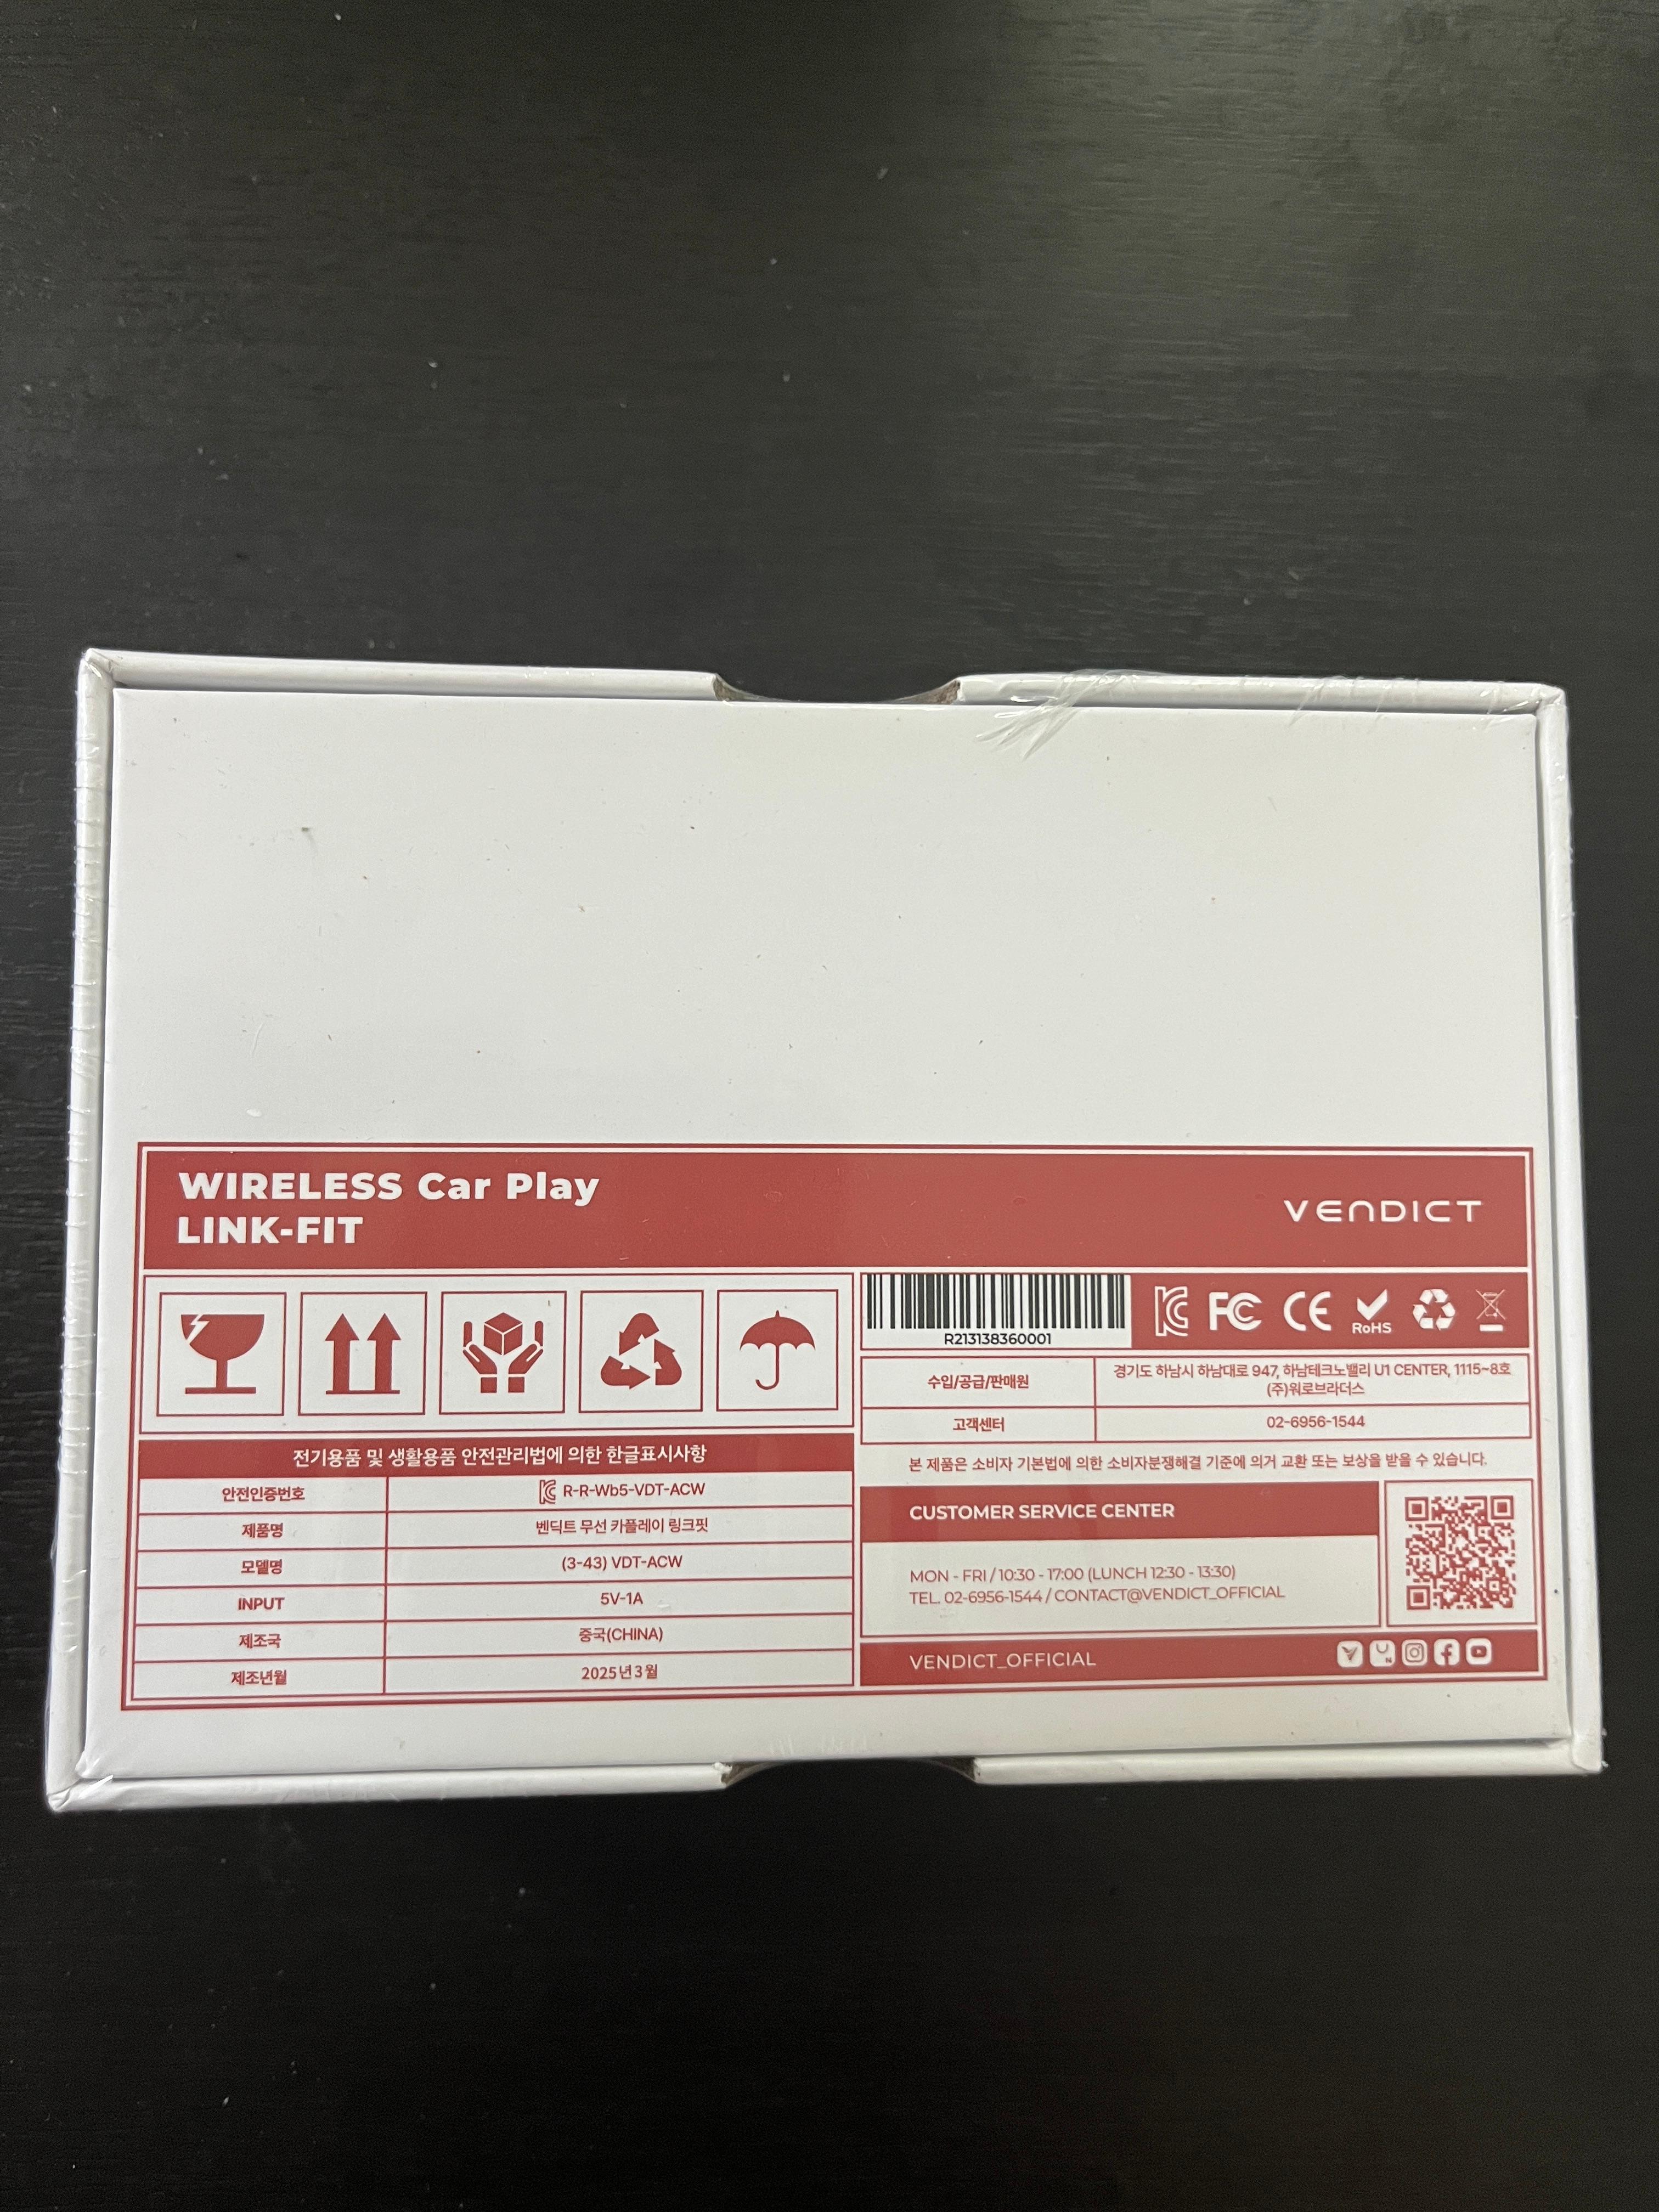 WIRELESS Car Play
LINK-FIT
VENDICT
R213138360001
FC CE RoHS
수입/공급/판매원
경기도 하남시 하남대로 947, 하남테크노밸리 U1 CENTER, 1115~8호
(주)워로브라더스
고객센터
02-6956-1544
본 제품은 소비자 기본법에 의한 소비자분쟁해결 기준에 의거 교환 또는 보상을 받을 수 있습니다.
전기용품 및 생활용품 안전관리법에 의한 한글표시사항
안전인증번호
R-R-Wb5-VDT-ACW
제품명
벤딕트 무선 카플레이 링크핏
모델명
(3-43) VDT-ACW
INPUT
5V-1A
제조국
중국(CHINA)
제조년월
2025년3월
CUSTOMER SERVICE CENTER
MON - FRI / 10:30 - 17:00 (LUNCH 12:30 - 13:30)
TEL. 02-6956-1544 / CONTACT@VENDICT_OFFICIAL
VENDICT_OFFICIAL